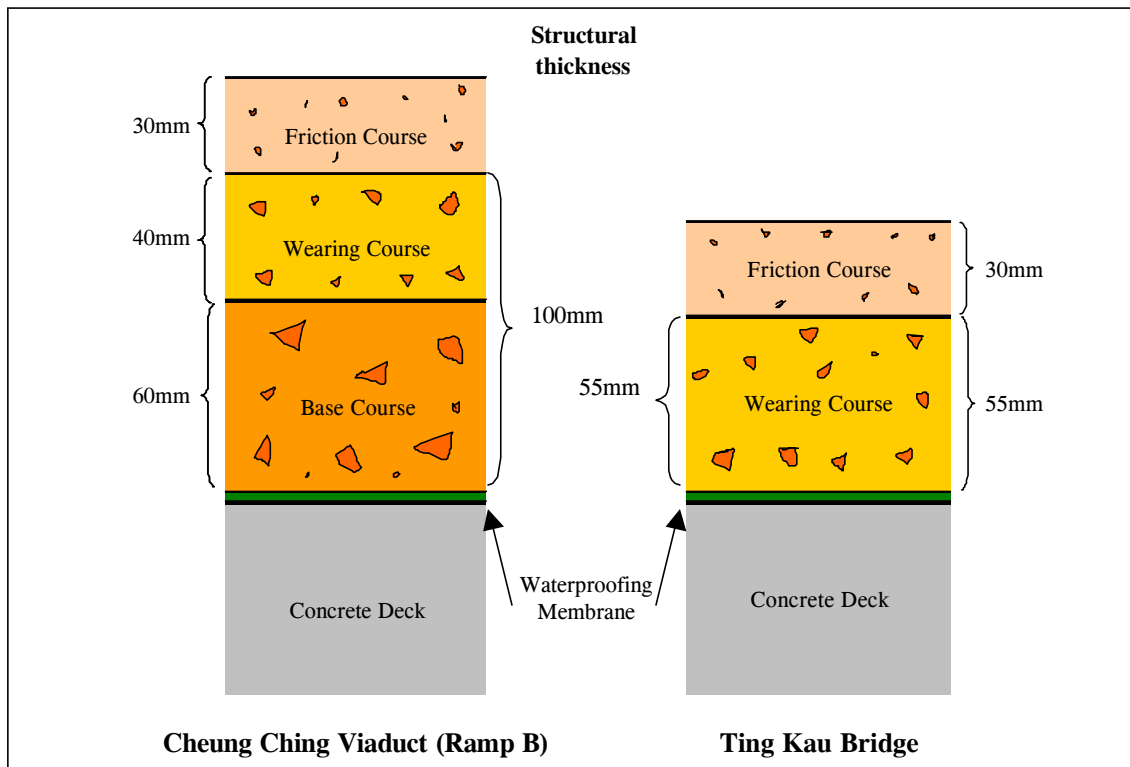 Structural
thickness
30mm
Friction Course
40mm
Wearing Course
100mm
60mm
Base Course
Concrete Deck
Waterproofing
Membrane
Friction Course
30mm
55mm
Wearing Course
55mm
Concrete Deck
Cheung Ching Viaduct (Ramp B)
Ting Kau Bridge